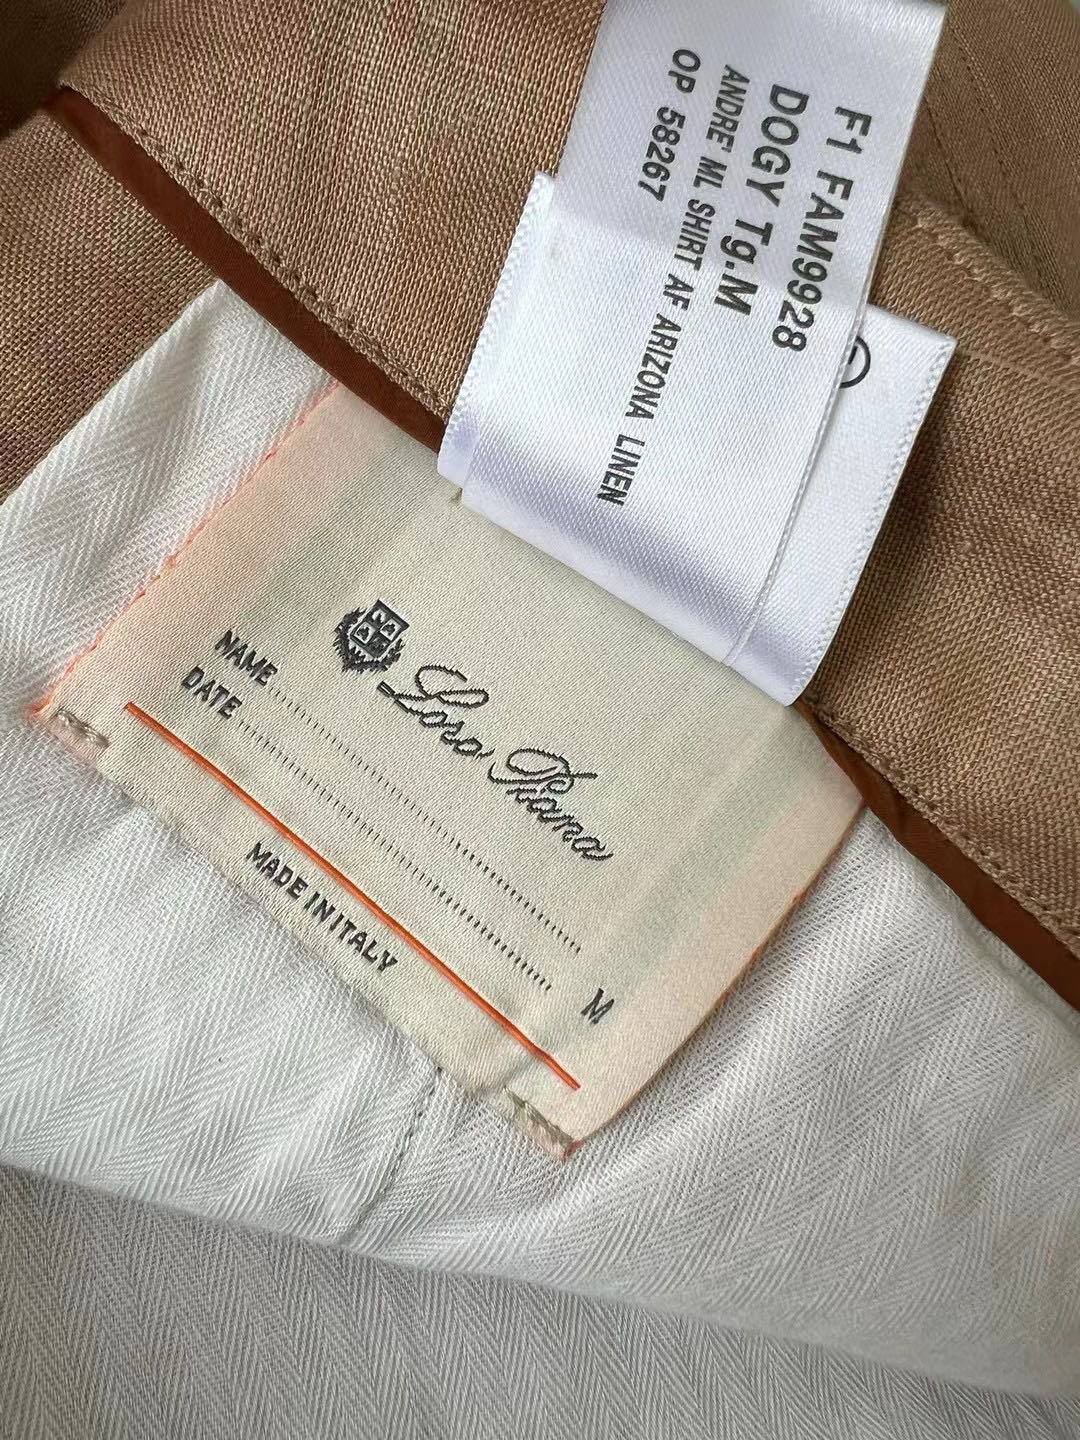 F1 FAM9928
DOGY Tg.M
ANDRE' ML SHIRT AF ARIZONA LINEN
OP 58267
Loro Piana
NAME
DATE
M
MADE IN ITALY